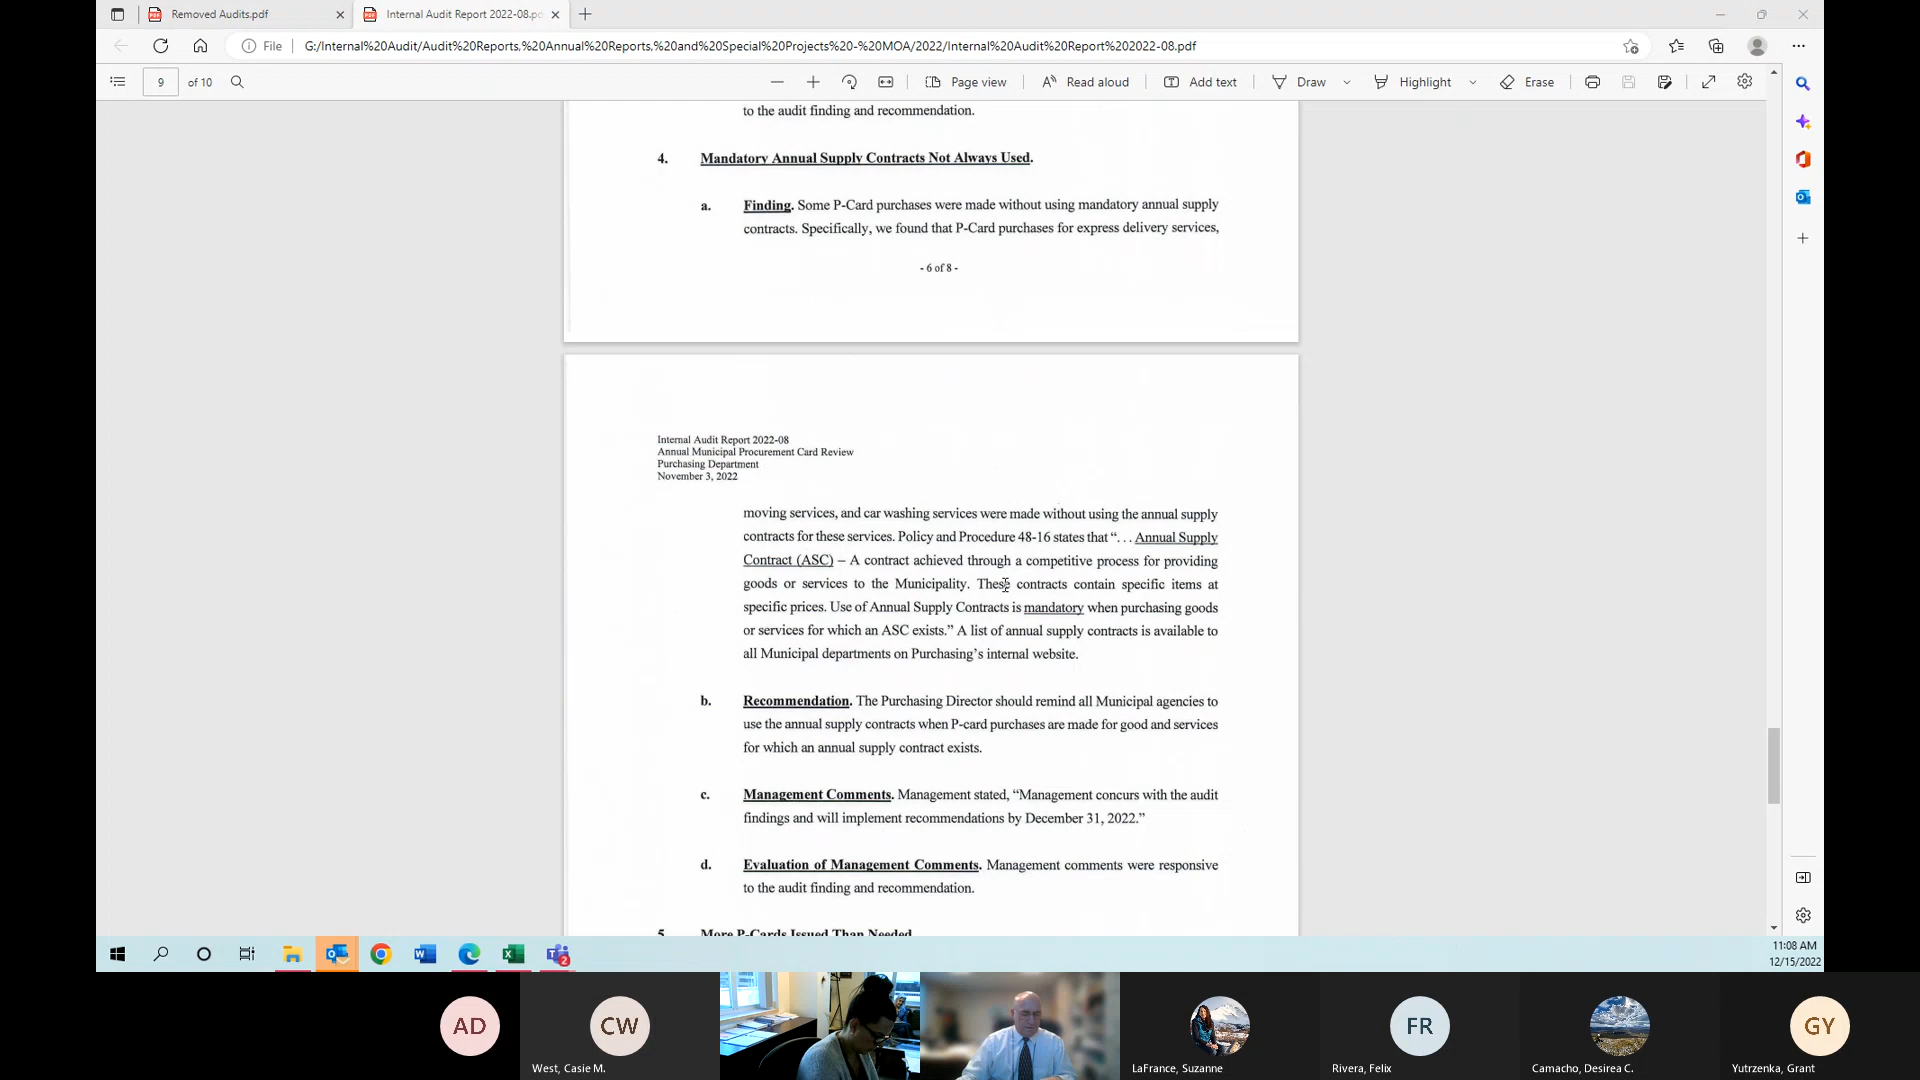 Removed Audits.pdf
Internal Audit Report 2022-08.pd
File
G:/Internal%20Audit/Audit%20Reports,%20Annual%20Reports,%20and%20Special%20Projects%20-%20MOA/2022/Internal%20Audit%20Report%202022-08.pdf
9 of 10
Page view
Read aloud
Add text
Draw
Highlight
Erase
to the audit finding and recommendation.
4. Mandatory Annual Supply Contracts Not Always Used.
a. Finding. Some P-Card purchases were made without using mandatory annual supply
contracts. Specifically, we found that P-Card purchases for express delivery services,
- 6 of 8 -
Internal Audit Report 2022-08
Annual Municipal Procurement Card Review
Purchasing Department
November 3, 2022
moving services, and car washing services were made without using the annual supply
contracts for these services. Policy and Procedure 48-16 states that “. . . Annual Supply
Contract (ASC) – A contract achieved through a competitive process for providing
goods or services to the Municipality. These contracts contain specific items at
specific prices. Use of Annual Supply Contracts is mandatory when purchasing goods
or services for which an ASC exists.” A list of annual supply contracts is available to
all Municipal departments on Purchasing’s internal website.
b. Recommendation. The Purchasing Director should remind all Municipal agencies to
use the annual supply contracts when P-card purchases are made for good and services
for which an annual supply contract exists.
c. Management Comments. Management stated, “Management concurs with the audit
findings and will implement recommendations by December 31, 2022.”
d. Evaluation of Management Comments. Management comments were responsive
to the audit finding and recommendation.
5. More P-Cards Issued Than Needed.
2
11:08 AM
12/15/2022
AD
CW
FR
GY
West, Casie M.
LaFrance, Suzanne
Rivera, Felix
Camacho, Desirea C.
Yutrzenka, Grant